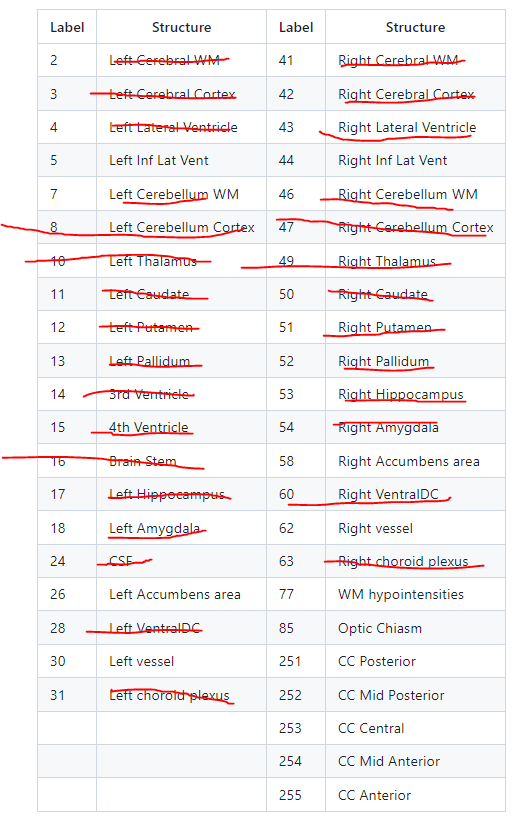 Label Structure Label Structure
2 Left Cerebral WM 41 Right Cerebral WM
3 Left Cerebral Cortex 42 Right Cerebral Cortex
4 Left Lateral Ventricle 43 Right Lateral Ventricle
5 Left Inf Lat Vent 44 Right Inf Lat Vent
7 Left Cerebellum WM 46 Right Cerebellum WM
8 Left Cerebellum Cortex 47 Right Cerebellum Cortex
10 Left Thalamus 49 Right Thalamus
11 Left Caudate 50 Right Caudate
12 Left Putamen 51 Right Putamen
13 Left Pallidum 52 Right Pallidum
14 3rd Ventricle 53 Right Hippocampus
15 4th Ventricle 54 Right Amygdala
16 Brain Stem 58 Right Accumbens area
17 Left Hippocampus 60 Right VentralDC
18 Left Amygdala 62 Right vessel
24 CSF 63 Right choroid plexus
26 Left Accumbens area 77 WM hypointensities
28 Left VentralDC 85 Optic Chiasm
30 Left vessel 251 CC Posterior
31 Left choroid plexus 252 CC Mid Posterior
253 CC Central
254 CC Mid Anterior
255 CC Anterior